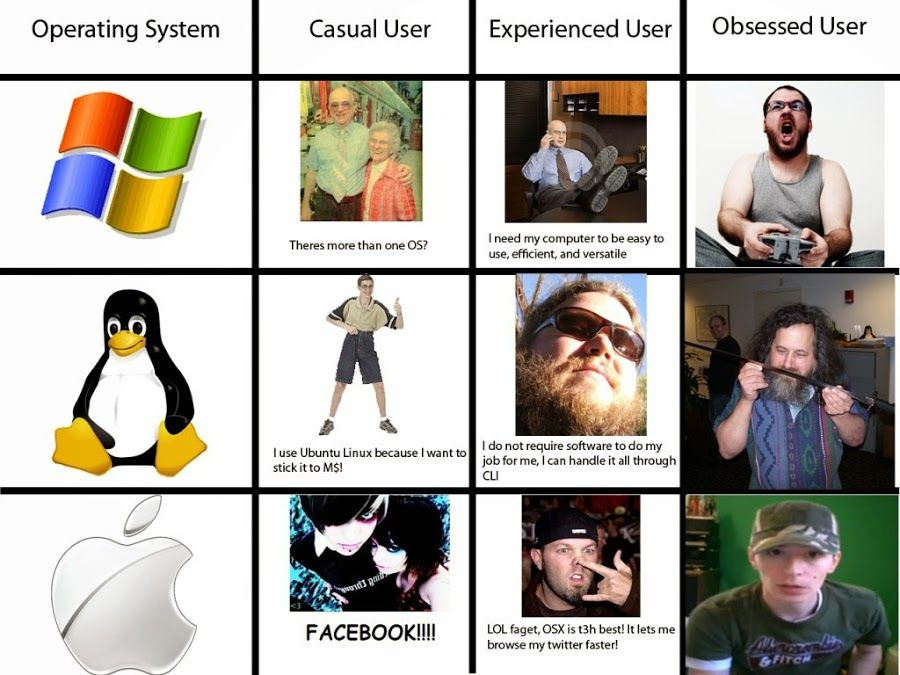 Operating System
Casual User
Experienced User
Obsessed User
Theres more than one OS?
I need my computer to be easy to
use, efficient, and versatile
I use Ubuntu Linux because I want to
stick it to M$!
I do not require software to do my
job for me, I can handle it all through
CLI
<3
FACEBOOK!!!!
LOL faget, OSX is t3h best! It lets me
browse my twitter faster!
Abercrombie
& FITCH